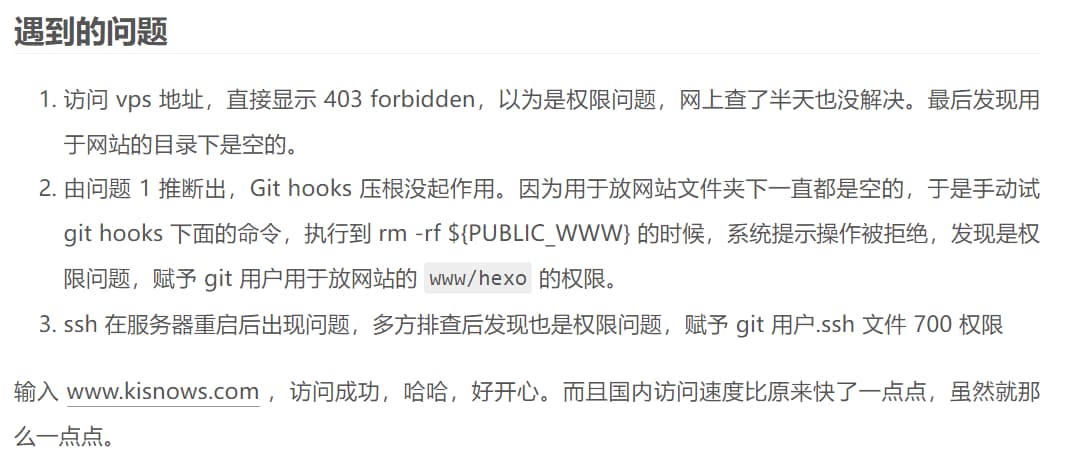 遇到的问题
1. 访问 vps 地址，直接显示 403 forbidden，以为是权限问题，网上查了半天也没解决。最后发现用
于网站的目录下是空的。
2. 由问题 1 推断出，Git hooks 压根没起作用。因为用于放网站文件夹下一直都是空的，于是手动试
git hooks 下面的命令，执行到 rm -rf ${PUBLIC_WWW} 的时候，系统提示操作被拒绝，发现是权
限问题，赋予 git 用户用于放网站的 www/hexo 的权限。
3. ssh 在服务器重启后出现问题，多方排查后发现也是权限问题，赋予 git 用户.ssh 文件 700 权限
输入 www.kisnows.com ，访问成功，哈哈，好开心。而且国内访问速度比原来快了一点点，虽然就那
么一点点。